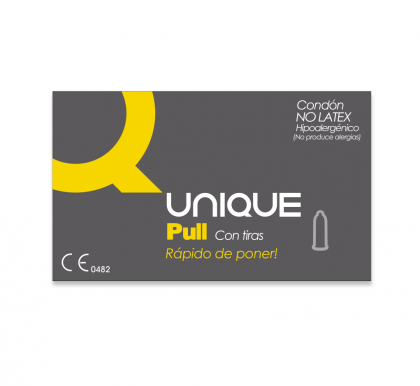 Condón
NO LATEX
Hipoalergénico
(No produce alergias)
UNIQUE
Pull Con tiras
Rápido de poner!
CE 0482